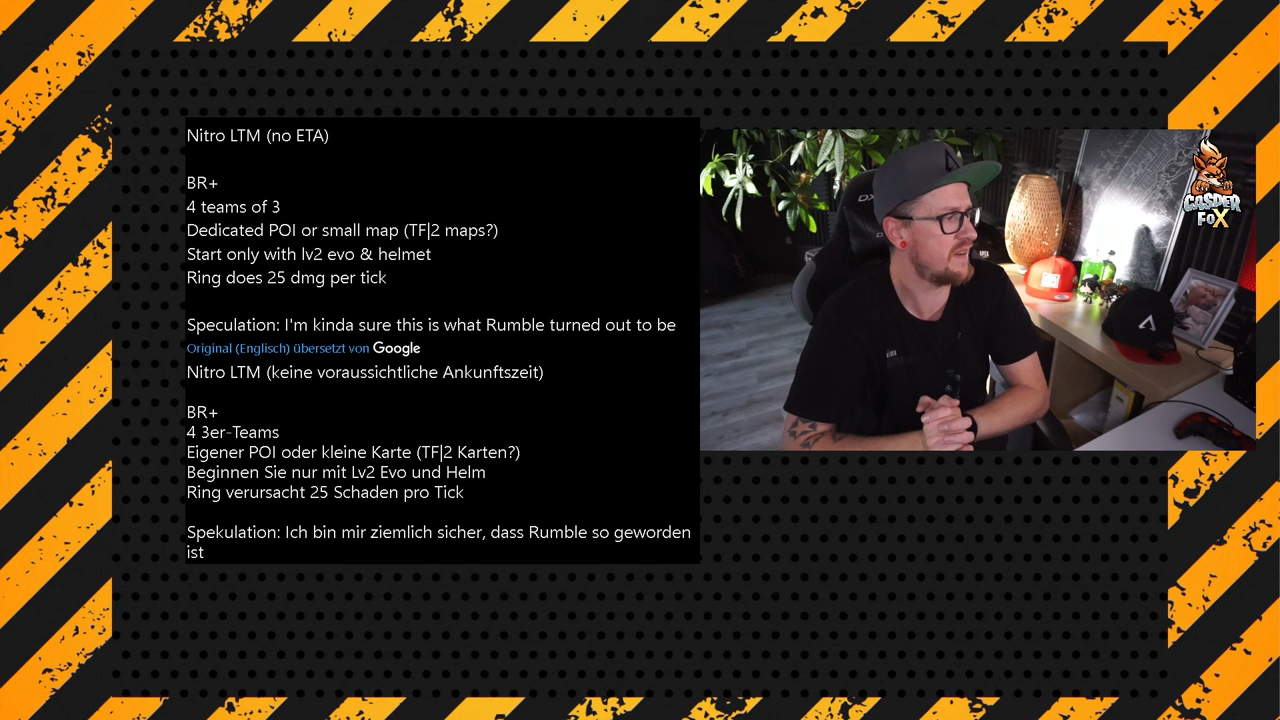 Nitro LTM (no ETA)
BR+
4 teams of 3
Dedicated POI or small map (TF|2 maps?)
Start only with lv2 evo & helmet
Ring does 25 dmg per tick
Speculation: I'm kinda sure this is what Rumble turned out to be
Original (Englisch) übersetzt von Google
Nitro LTM (keine voraussichtliche Ankunftszeit)
BR+
4 3er-Teams
Eigener POI oder kleine Karte (TF|2 Karten?)
Beginnen Sie nur mit Lv2 Evo und Helm
Ring verursacht 25 Schaden pro Tick
Spekulation: Ich bin mir ziemlich sicher, dass Rumble so geworden
ist
CASPER
FOX